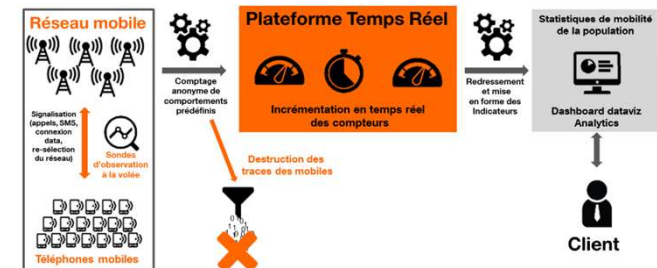 Réseau mobile
Signalisation
(appels, SMS,
connexion
data,
re-sélection
du réseau)
Sondes
d'observation
à la volée
Téléphones mobiles
Comptage
anonyme de
comportements
prédéfinis
Destruction des
traces des mobiles
Plateforme Temps Réel
Incrémentation en temps réel
des compteurs
Redressement
et mise
en forme des
Indicateurs
Statistiques de mobilité
de la population
Dashboard dataviz
Analytics
Client